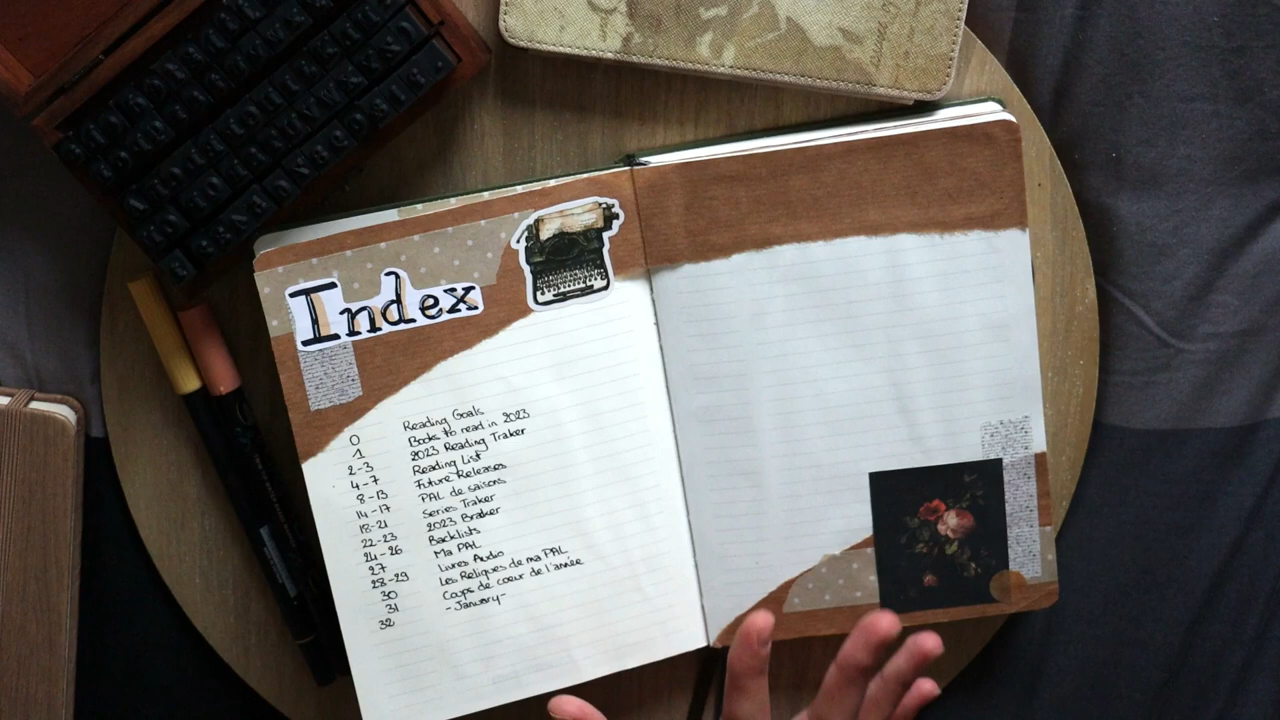 Index
0 Reading Goals
1 Books to read in 2023
2-3 2023 Reading Traker
4-7 Reading List
8-13 Future Releases
14-17 PAL de saisons
18-21 Series Traker
22-23 2023 Braker
24-26 Backlists
27 Ma PAL
28-29 Livres Audio
30 Les Reliques de ma PAL
31 Coups de coeur de l'année
32 -January-